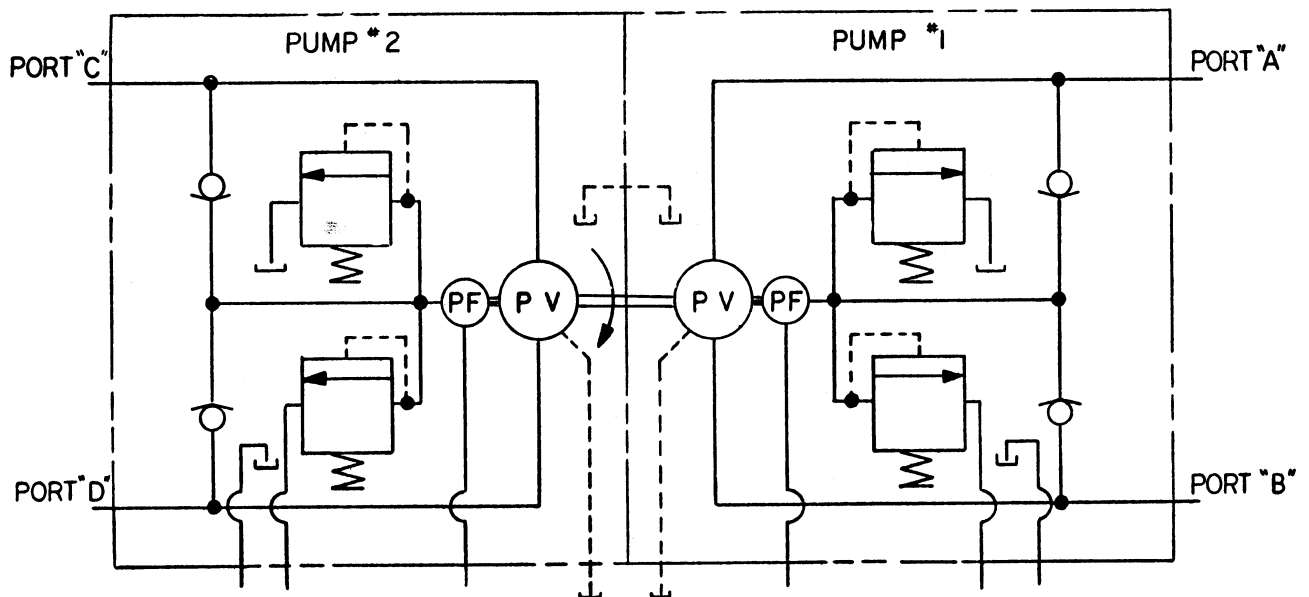 PUMP #2
PUMP #1
PORT "C"
PORT "A"
PF
P V
P V
PF
PORT "D"
PORT "B"